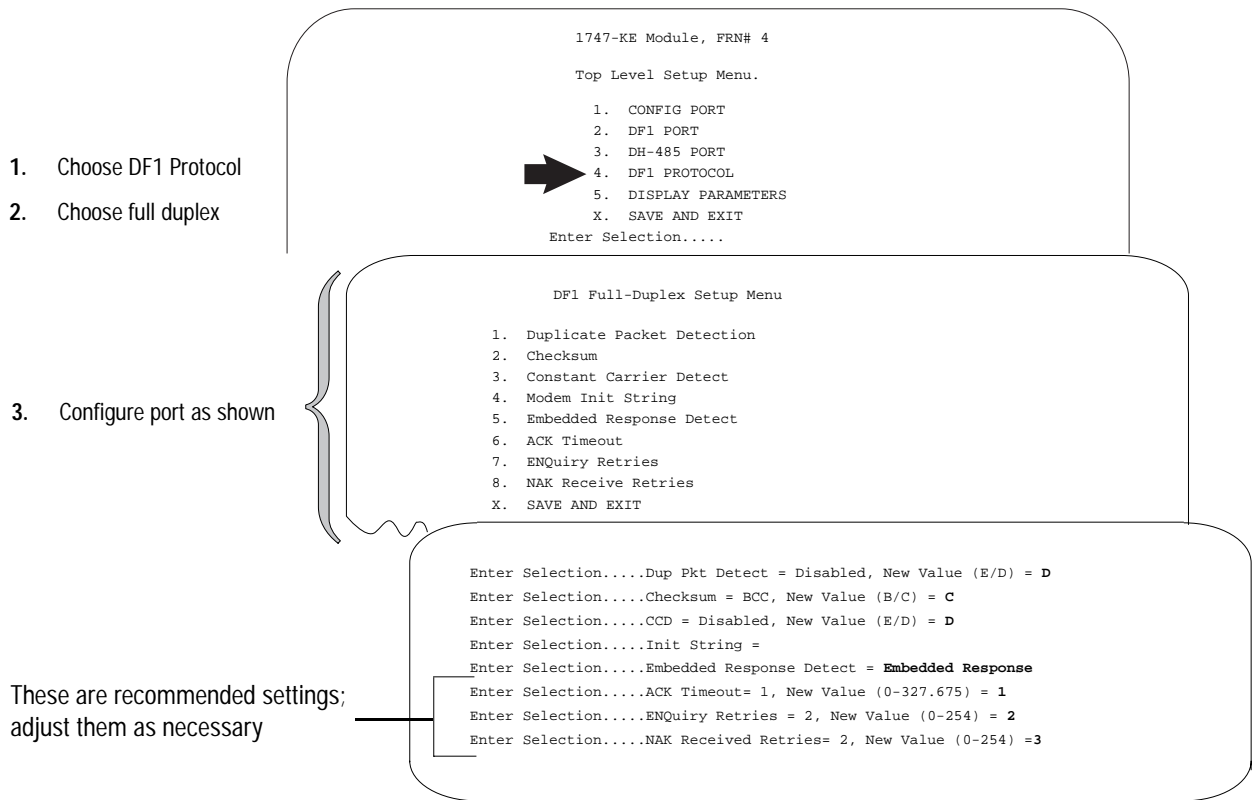 1747-KE Module, FRN# 4
Top Level Setup Menu.
1. CONFIG PORT
2. DF1 PORT
3. DH-485 PORT
4. DF1 PROTOCOL
5. DISPLAY PARAMETERS
X. SAVE AND EXIT
Enter Selection.....
1. Choose DF1 Protocol
2. Choose full duplex
DF1 Full-Duplex Setup Menu
1. Duplicate Packet Detection
2. Checksum
3. Constant Carrier Detect
4. Modem Init String
5. Embedded Response Detect
6. ACK Timeout
7. ENQuiry Retries
8. NAK Receive Retries
X. SAVE AND EXIT
3. Configure port as shown
Enter Selection.....Dup Pkt Detect = Disabled, New Value (E/D) = D
Enter Selection.....Checksum = BCC, New Value (B/C) = C
Enter Selection.....CCD = Disabled, New Value (E/D) = D
Enter Selection.....Init String =
Enter Selection.....Embedded Response Detect = Embedded Response
Enter Selection.....ACK Timeout= 1, New Value (0-327.675) = 1
Enter Selection.....ENQuiry Retries = 2, New Value (0-254) = 2
Enter Selection.....NAK Received Retries= 2, New Value (0-254) =3
These are recommended settings;
adjust them as necessary